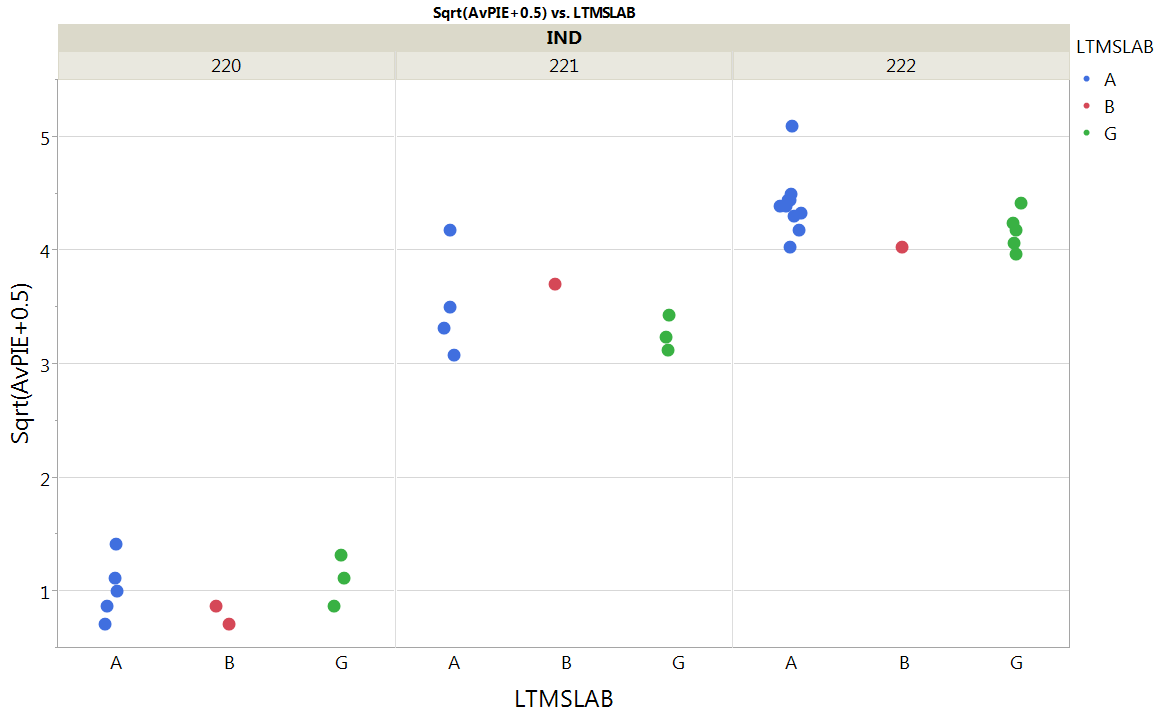 Sqrt(AvPIE+0.5) vs. LTMSLAB
IND
220 221 222
LTMSLAB
A
B
G
5
4
3
2
1
Sqrt(AvPIE+0.5)
A B G A B G A B G
LTMSLAB